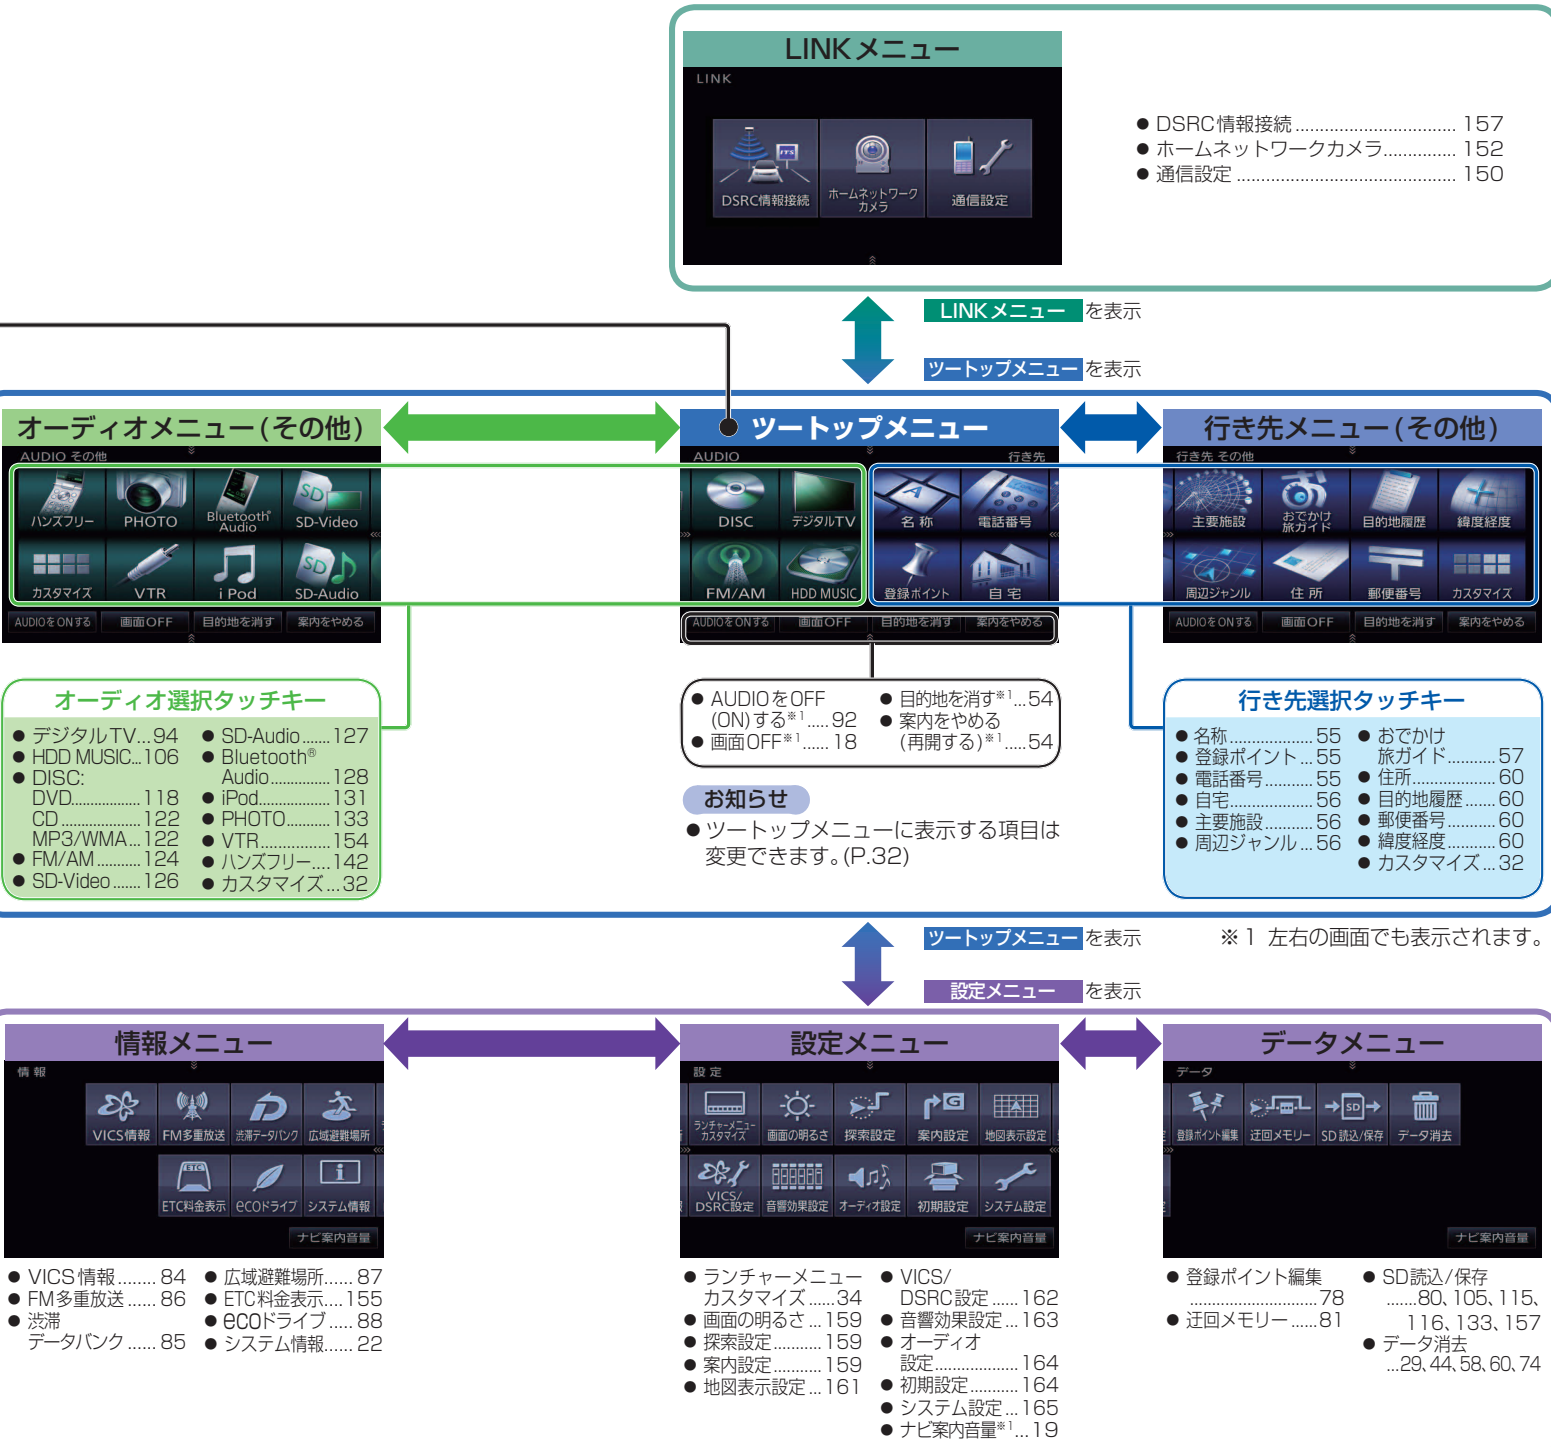 LINKメニュー
LINK
DSRC情報接続
ホームネットワーク
カメラ
通信設定
● DSRC情報接続 ................................... 157
● ホームネットワークカメラ............... 152
● 通信設定 ............................................. 150
LINKメニュー を表示
ツートップメニュー を表示
オーディオメニュー(その他)
AUDIO その他
ハンズフリー PHOTO Bluetooth® Audio SD-Video
カスタマイズ VTR i Pod SD-Audio
AUDIOをONする 画面OFF 目的地を消す 案内をやめる
ツートップメニュー
AUDIO 行き先
DISC デジタルTV 名 称 電話番号
FM/AM HDD MUSIC 登録ポイント 自 宅
AUDIOをONする 画面OFF 目的地を消す 案内をやめる
行き先メニュー(その他)
行き先 その他
主要施設 おでかけ旅ガイド 目的地履歴 緯度経度
周辺ジャンル 住 所 郵便番号 カスタマイズ
AUDIOをONする 画面OFF 目的地を消す 案内をやめる
オーディオ選択タッチキー
● デジタルTV...94
● HDD MUSIC...106
● DISC:
DVD...............118
CD .................122
MP3/WMA...122
● FM/AM ..........124
● SD-Video .......126
● SD-Audio.......127
● Bluetooth®
Audio .............128
● iPod................131
● PHOTO..........133
● VTR................154
● ハンズフリー....142
● カスタマイズ...32
● AUDIOをOFF
(ON)する※1.....92
● 画面OFF※1...... 18
● 目的地を消す※1...54
● 案内をやめる
(再開する)※1.....54
お知らせ
● ツートップメニューに表示する項目は
変更できます。(P.32)
行き先選択タッチキー
● 名称..................55
● 登録ポイント...55
● 電話番号...........55
● 自宅..................56
● 主要施設...........56
● 周辺ジャンル...56
● おでかけ
旅ガイド...........57
● 住所..................60
● 目的地履歴.......60
● 郵便番号...........60
● 緯度経度...........60
● カスタマイズ...32
ツートップメニュー を表示
※1 左右の画面でも表示されます。
設定メニュー を表示
情報メニュー
情 報
VICS情報 FM多重放送 渋滞データバンク 広域避難場所
ETC料金表示 ecoドライブ システム情報
ナビ案内音量
設定メニュー
設 定
ランチャーメニューカスタマイズ 画面の明るさ 探索設定 案内設定 地図表示設定
VICS/DSRC設定 音響効果設定 オーディオ設定 初期設定 システム設定
ナビ案内音量
データメニュー
データ
登録ポイント編集 迂回メモリー SD読込/保存 データ消去
ナビ案内音量
● VICS情報........ 84
● FM多重放送...... 86
● 渋滞
データバンク...... 85
● 広域避難場所...... 87
● ETC料金表示....155
● ecoドライブ..... 88
● システム情報...... 22
● ランチャーメニュー
カスタマイズ......34
● 画面の明るさ...159
● 探索設定...........159
● 案内設定...........159
● 地図表示設定...161
● VICS/
DSRC設定......162
● 音響効果設定...163
● オーディオ
設定..................164
● 初期設定...........164
● システム設定...165
● ナビ案内音量※1...19
● 登録ポイント編集
............................78
● 迂回メモリー......81
● SD読込/保存
.......80、105、115、
116、133、157
● データ消去
...29、44、58、60、74